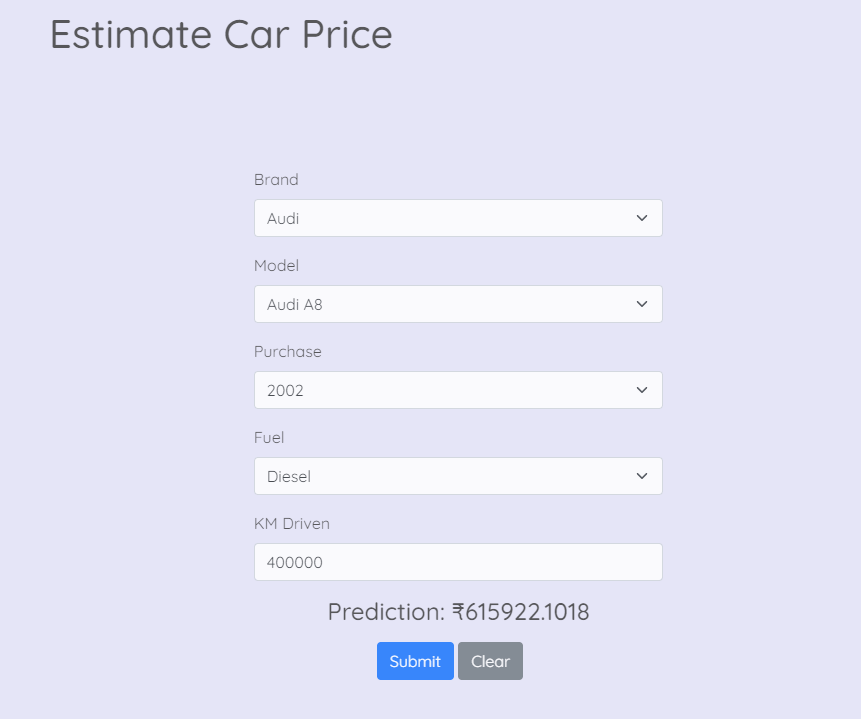 Estimate Car Price
Brand
Audi
Model
Audi A8
Purchase
2002
Fuel
Diesel
KM Driven
400000
Prediction: ₹615922.1018
Submit Clear